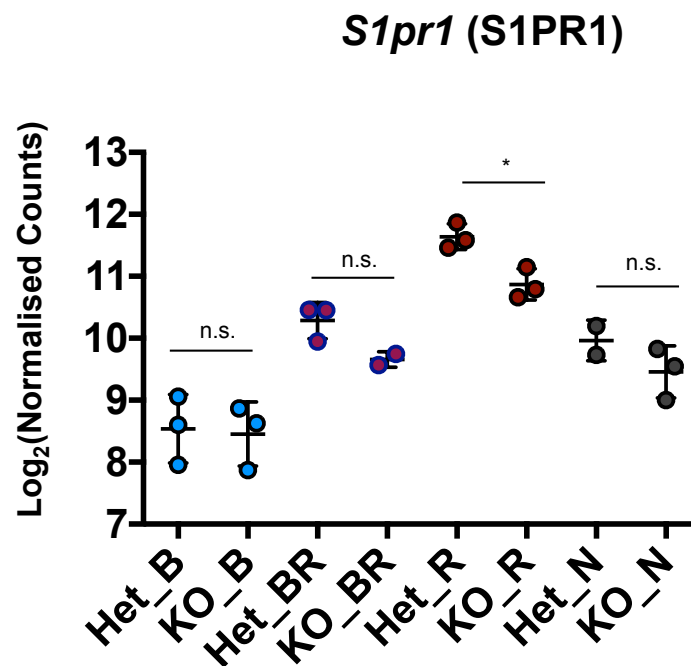 S1pr1 (S1PR1)
Log₂(Normalised Counts)
13
12
11
10
9
8
7
n.s.
n.s.
*
n.s.
Het_B
KO_B
Het_BR
KO_BR
Het_R
KO_R
Het_N
KO_N